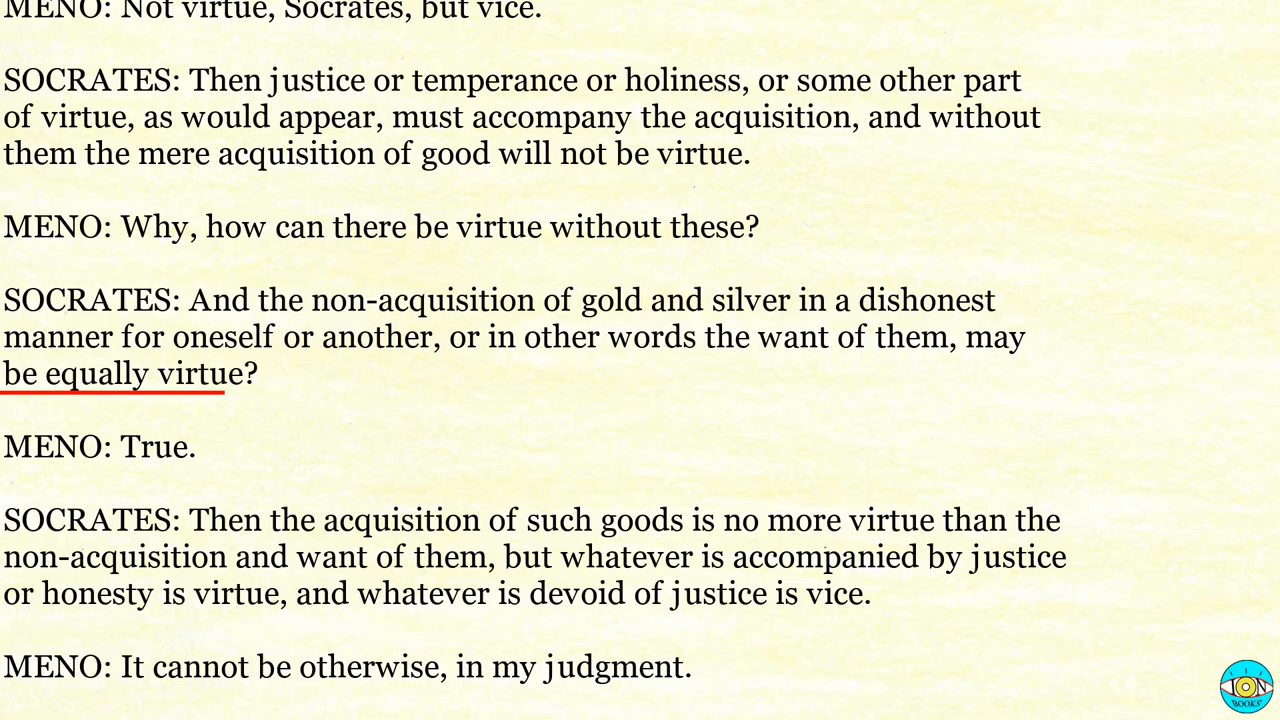 MENO: Not virtue, Socrates, but vice.
SOCRATES: Then justice or temperance or holiness, or some other part
of virtue, as would appear, must accompany the acquisition, and without
them the mere acquisition of good will not be virtue.
MENO: Why, how can there be virtue without these?
SOCRATES: And the non-acquisition of gold and silver in a dishonest
manner for oneself or another, or in other words the want of them, may
be equally virtue?
MENO: True.
SOCRATES: Then the acquisition of such goods is no more virtue than the
non-acquisition and want of them, but whatever is accompanied by justice
or honesty is virtue, and whatever is devoid of justice is vice.
MENO: It cannot be otherwise, in my judgment.
ION
BOOKS